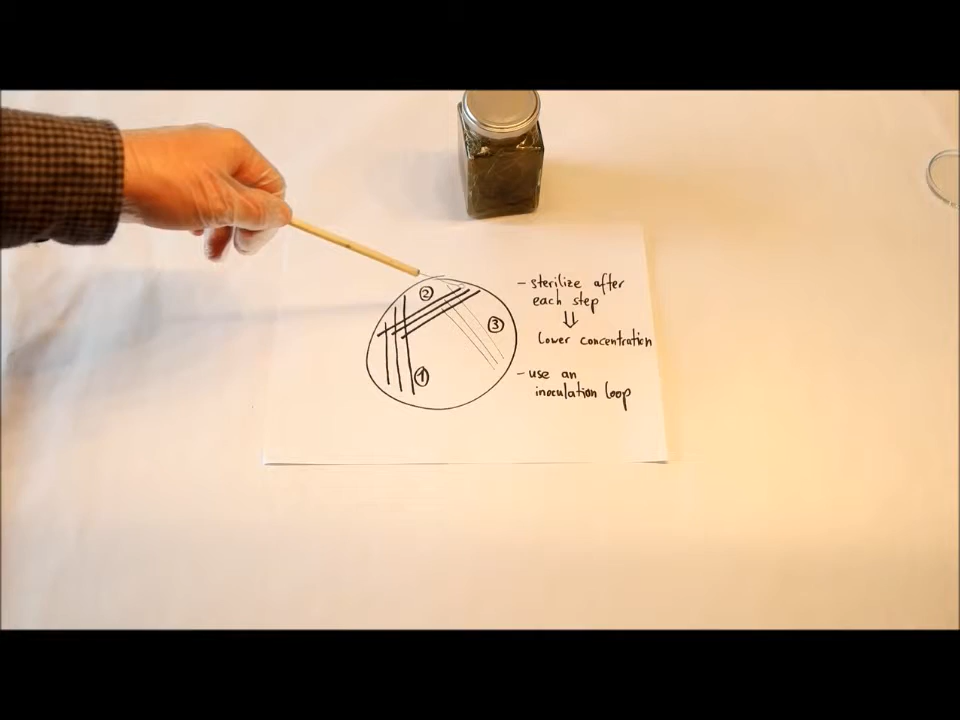 ②
③
①
- sterilize after
each step
⇓
lower concentration
- use an
inoculation loop